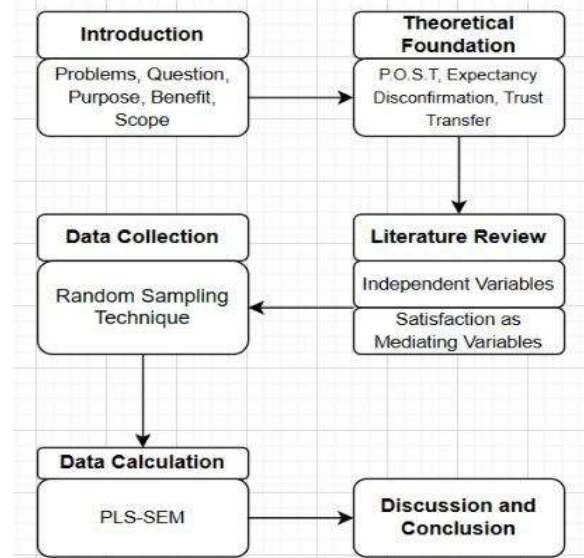 Introduction
Problems, Question,
Purpose, Benefit,
Scope
Theoretical
Foundation
P.O.S.T, Expectancy
Disconfirmation, Trust
Transfer
Literature Review
Independent Variables
Satisfaction as
Mediating Variables
Data Collection
Random Sampling
Technique
Data Calculation
PLS-SEM
Discussion and
Conclusion